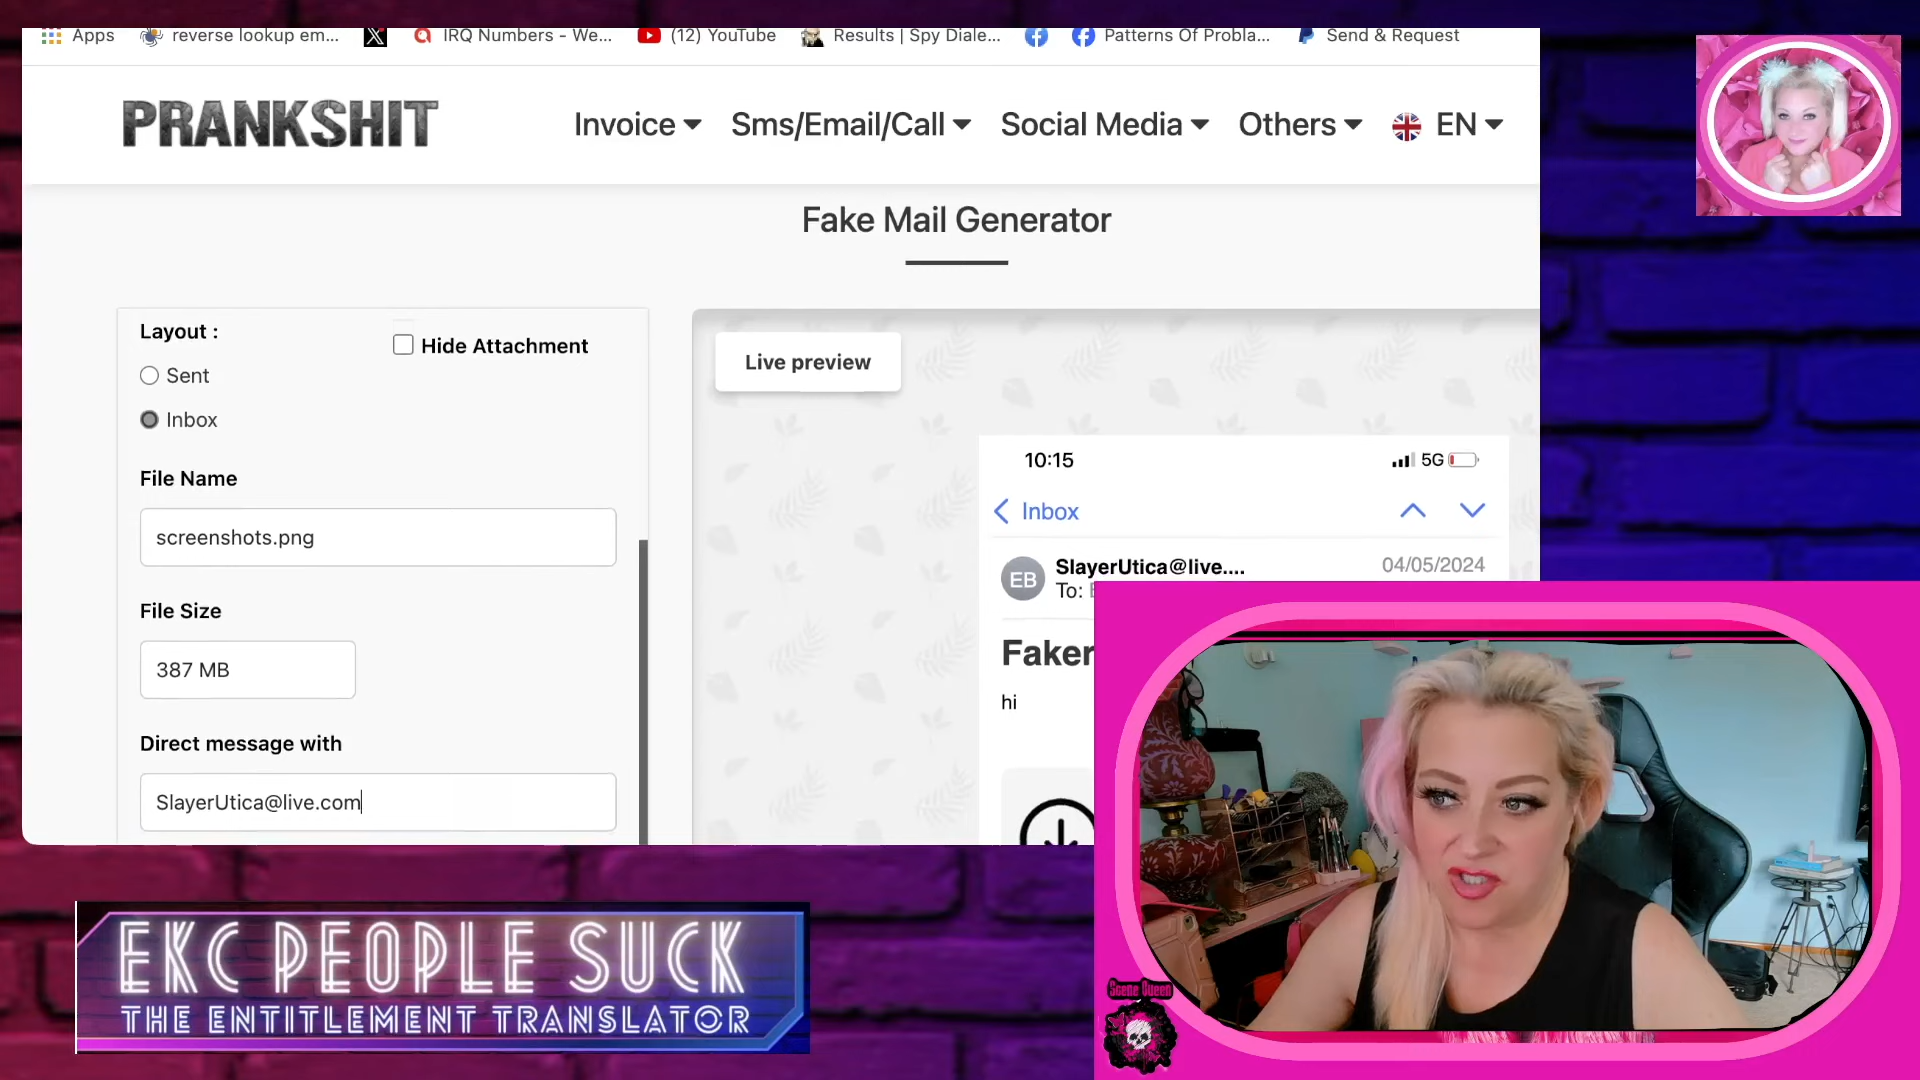 Apps reverse lookup em... IRQ Numbers - We... (12) YouTube Results | Spy Diale... Patterns Of Probla... Send & Request
PRANKSHIT Invoice Sms/Email/Call Social Media Others EN
Fake Mail Generator
Layout :
Hide Attachment
Sent
Inbox
File Name
screenshots.png
File Size
387 MB
Direct message with
SlayerUtica@live.com
Live preview
10:15 5G
Inbox
EB SlayerUtica@live.... 04/05/2024
To:
Faker
hi
EKC PEOPLE SUCK
THE ENTITLEMENT TRANSLATOR
Scene Queen